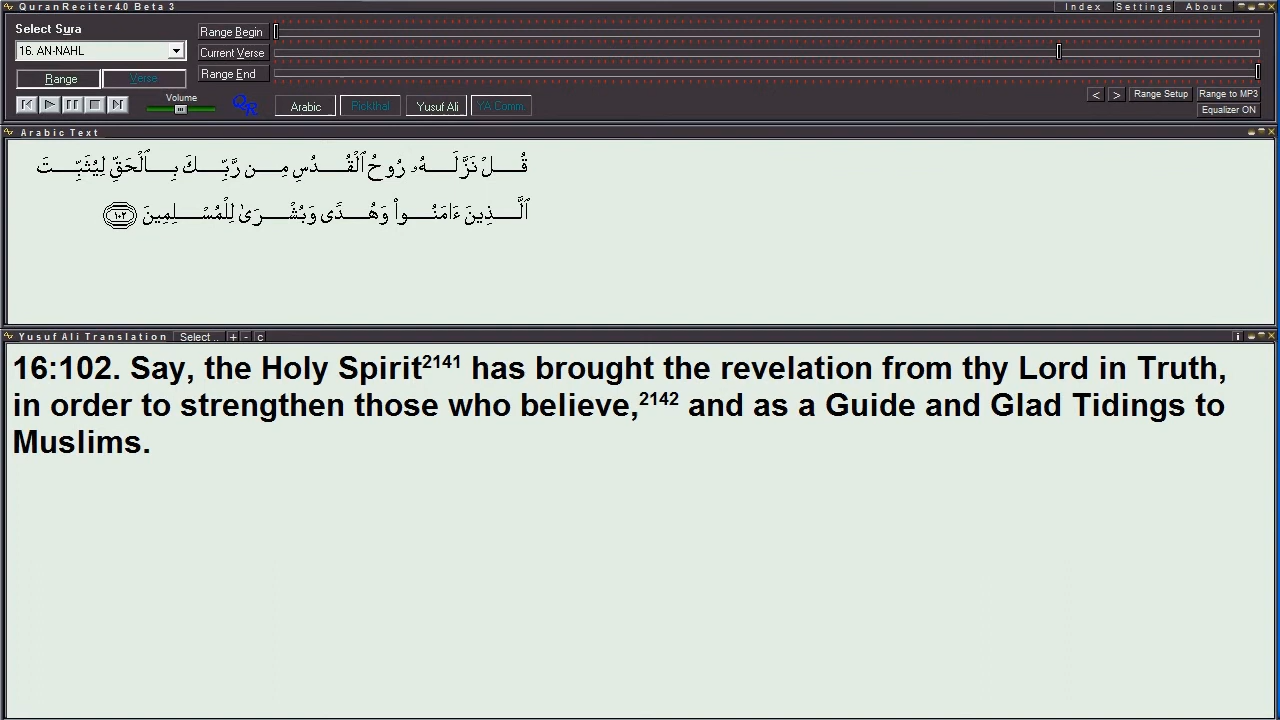 QuranReciter 4.0 Beta 3
Index Settings About
Select Sura
16. AN-NAHL
Range Verse
Volume
Range Begin
Current Verse
Range End
QR
Arabic Pickthal Yusuf Ali YA Comm
< > Range Setup Range to MP3
Equalizer ON
Arabic Text
قُلْ نَزَّلَهُۥ رُوحُ ٱلْقُدُسِ مِن رَّبِّكَ بِٱلْحَقِّ لِيُثَبِّتَ
ٱلَّذِينَ ءَامَنُوا۟ وَهُدًى وَبُشْرَىٰ لِلْمُسْلِمِينَ ١٠٢
Yusuf Ali Translation Select .. + - c i
16:102. Say, the Holy Spirit2141 has brought the revelation from thy Lord in Truth,
in order to strengthen those who believe,2142 and as a Guide and Glad Tidings to
Muslims.